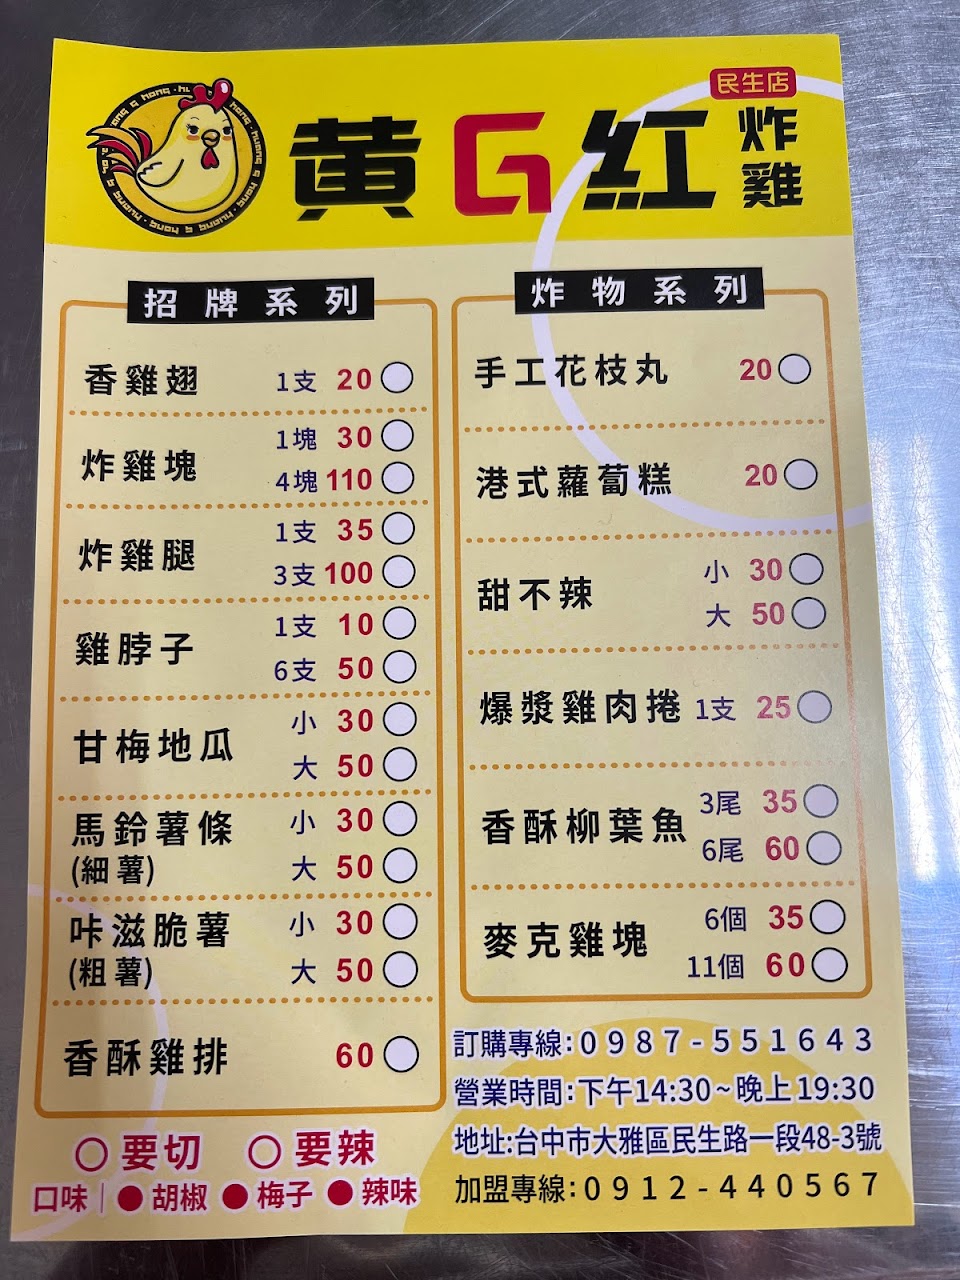 民生店
黄G紅
炸雞
招牌系列
香雞翅 1支 20
炸雞塊 1塊 30
4塊 110
炸雞腿 1支 35
3支 100
雞脖子 1支 10
6支 50
甘梅地瓜 小 30
大 50
馬鈴薯條 小 30
(細薯) 大 50
咔滋脆薯 小 30
(粗薯) 大 50
香酥雞排 60
要切 要辣
口味｜胡椒 梅子 辣味
炸物系列
手工花枝丸 20
港式蘿蔔糕 20
甜不辣 小 30
大 50
爆漿雞肉捲 1支 25
香酥柳葉魚 3尾 35
6尾 60
麥克雞塊 6個 35
11個 60
訂購專線:0987-551643
營業時間:下午14:30~晚上19:30
地址:台中市大雅區民生路一段48-3號
加盟專線:0912-440567